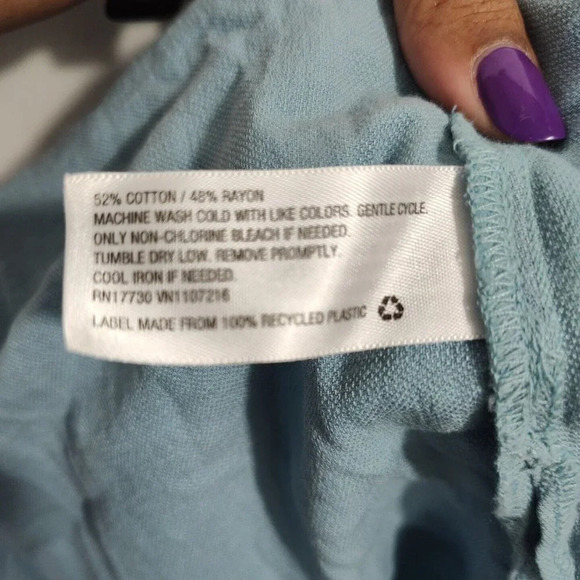 52% COTTON / 48% RAYON
MACHINE WASH COLD WITH LIKE COLORS. GENTLE CYCLE.
ONLY NON-CHLORINE BLEACH IF NEEDED.
TUMBLE DRY LOW. REMOVE PROMPTLY.
COOL IRON IF NEEDED.
RN17730 VN1107216
LABEL MADE FROM 100% RECYCLED PLASTIC